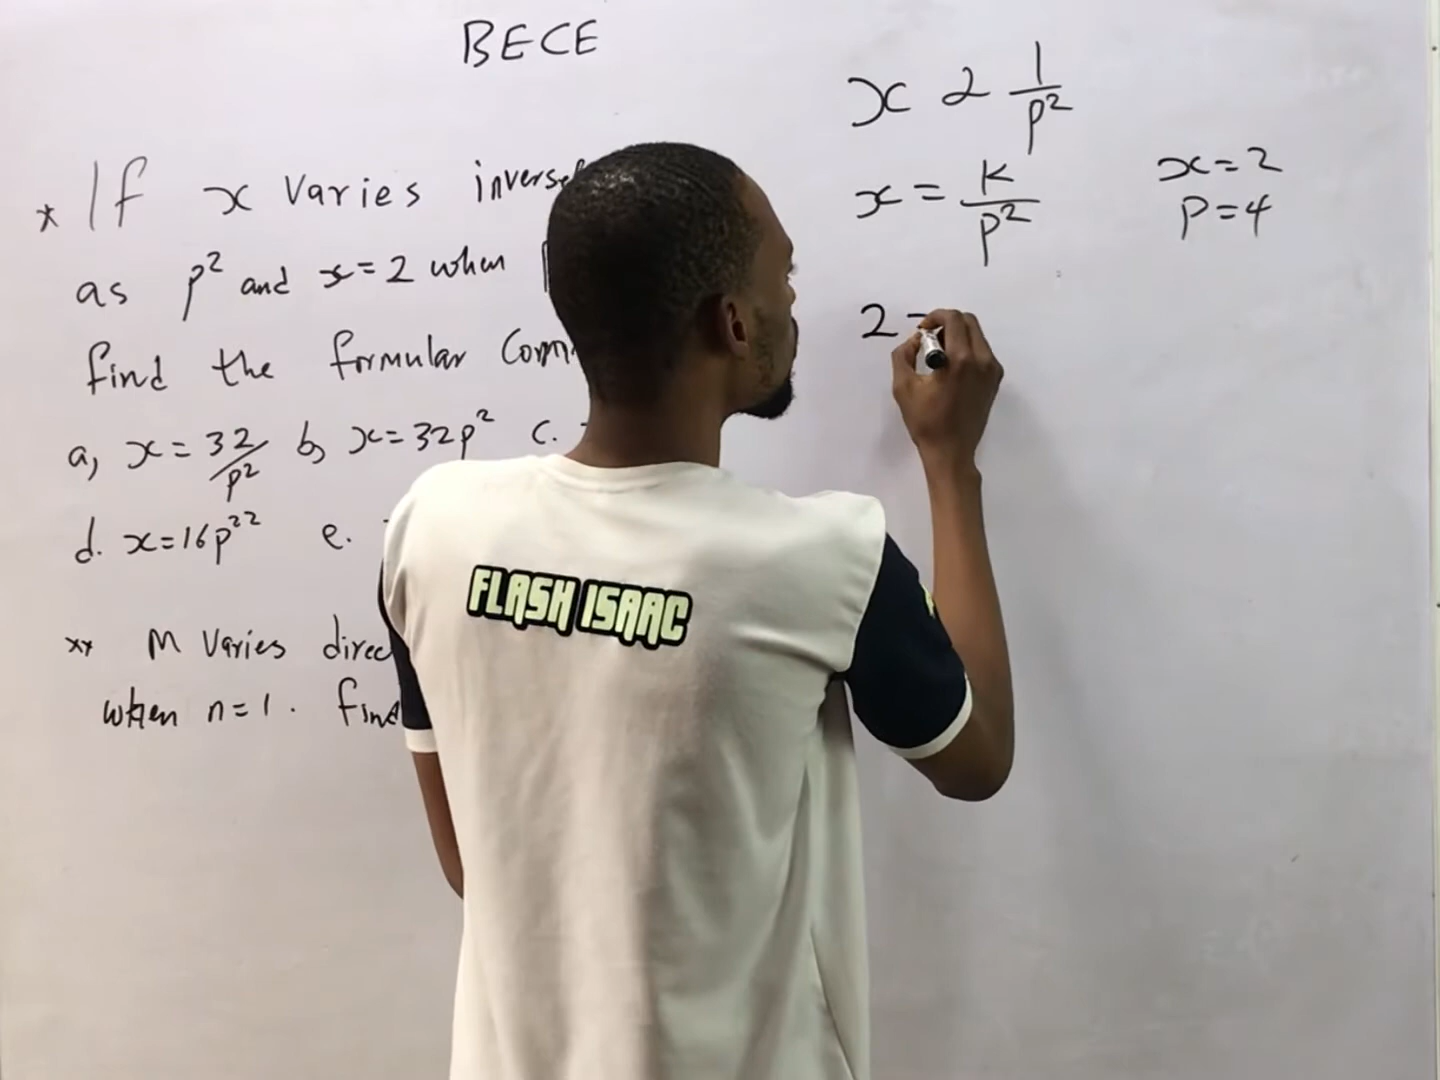 BECE
* If x varies inverse
as p² and x=2 when
find the formular
a, x=32/p² b, x=32p² c.
d. x=16p²² e.
** M varies direc
when n=1. find
x ∝ 1/p²
x = K/p²
x=2
P=4
2 =
FLASH ISAAC